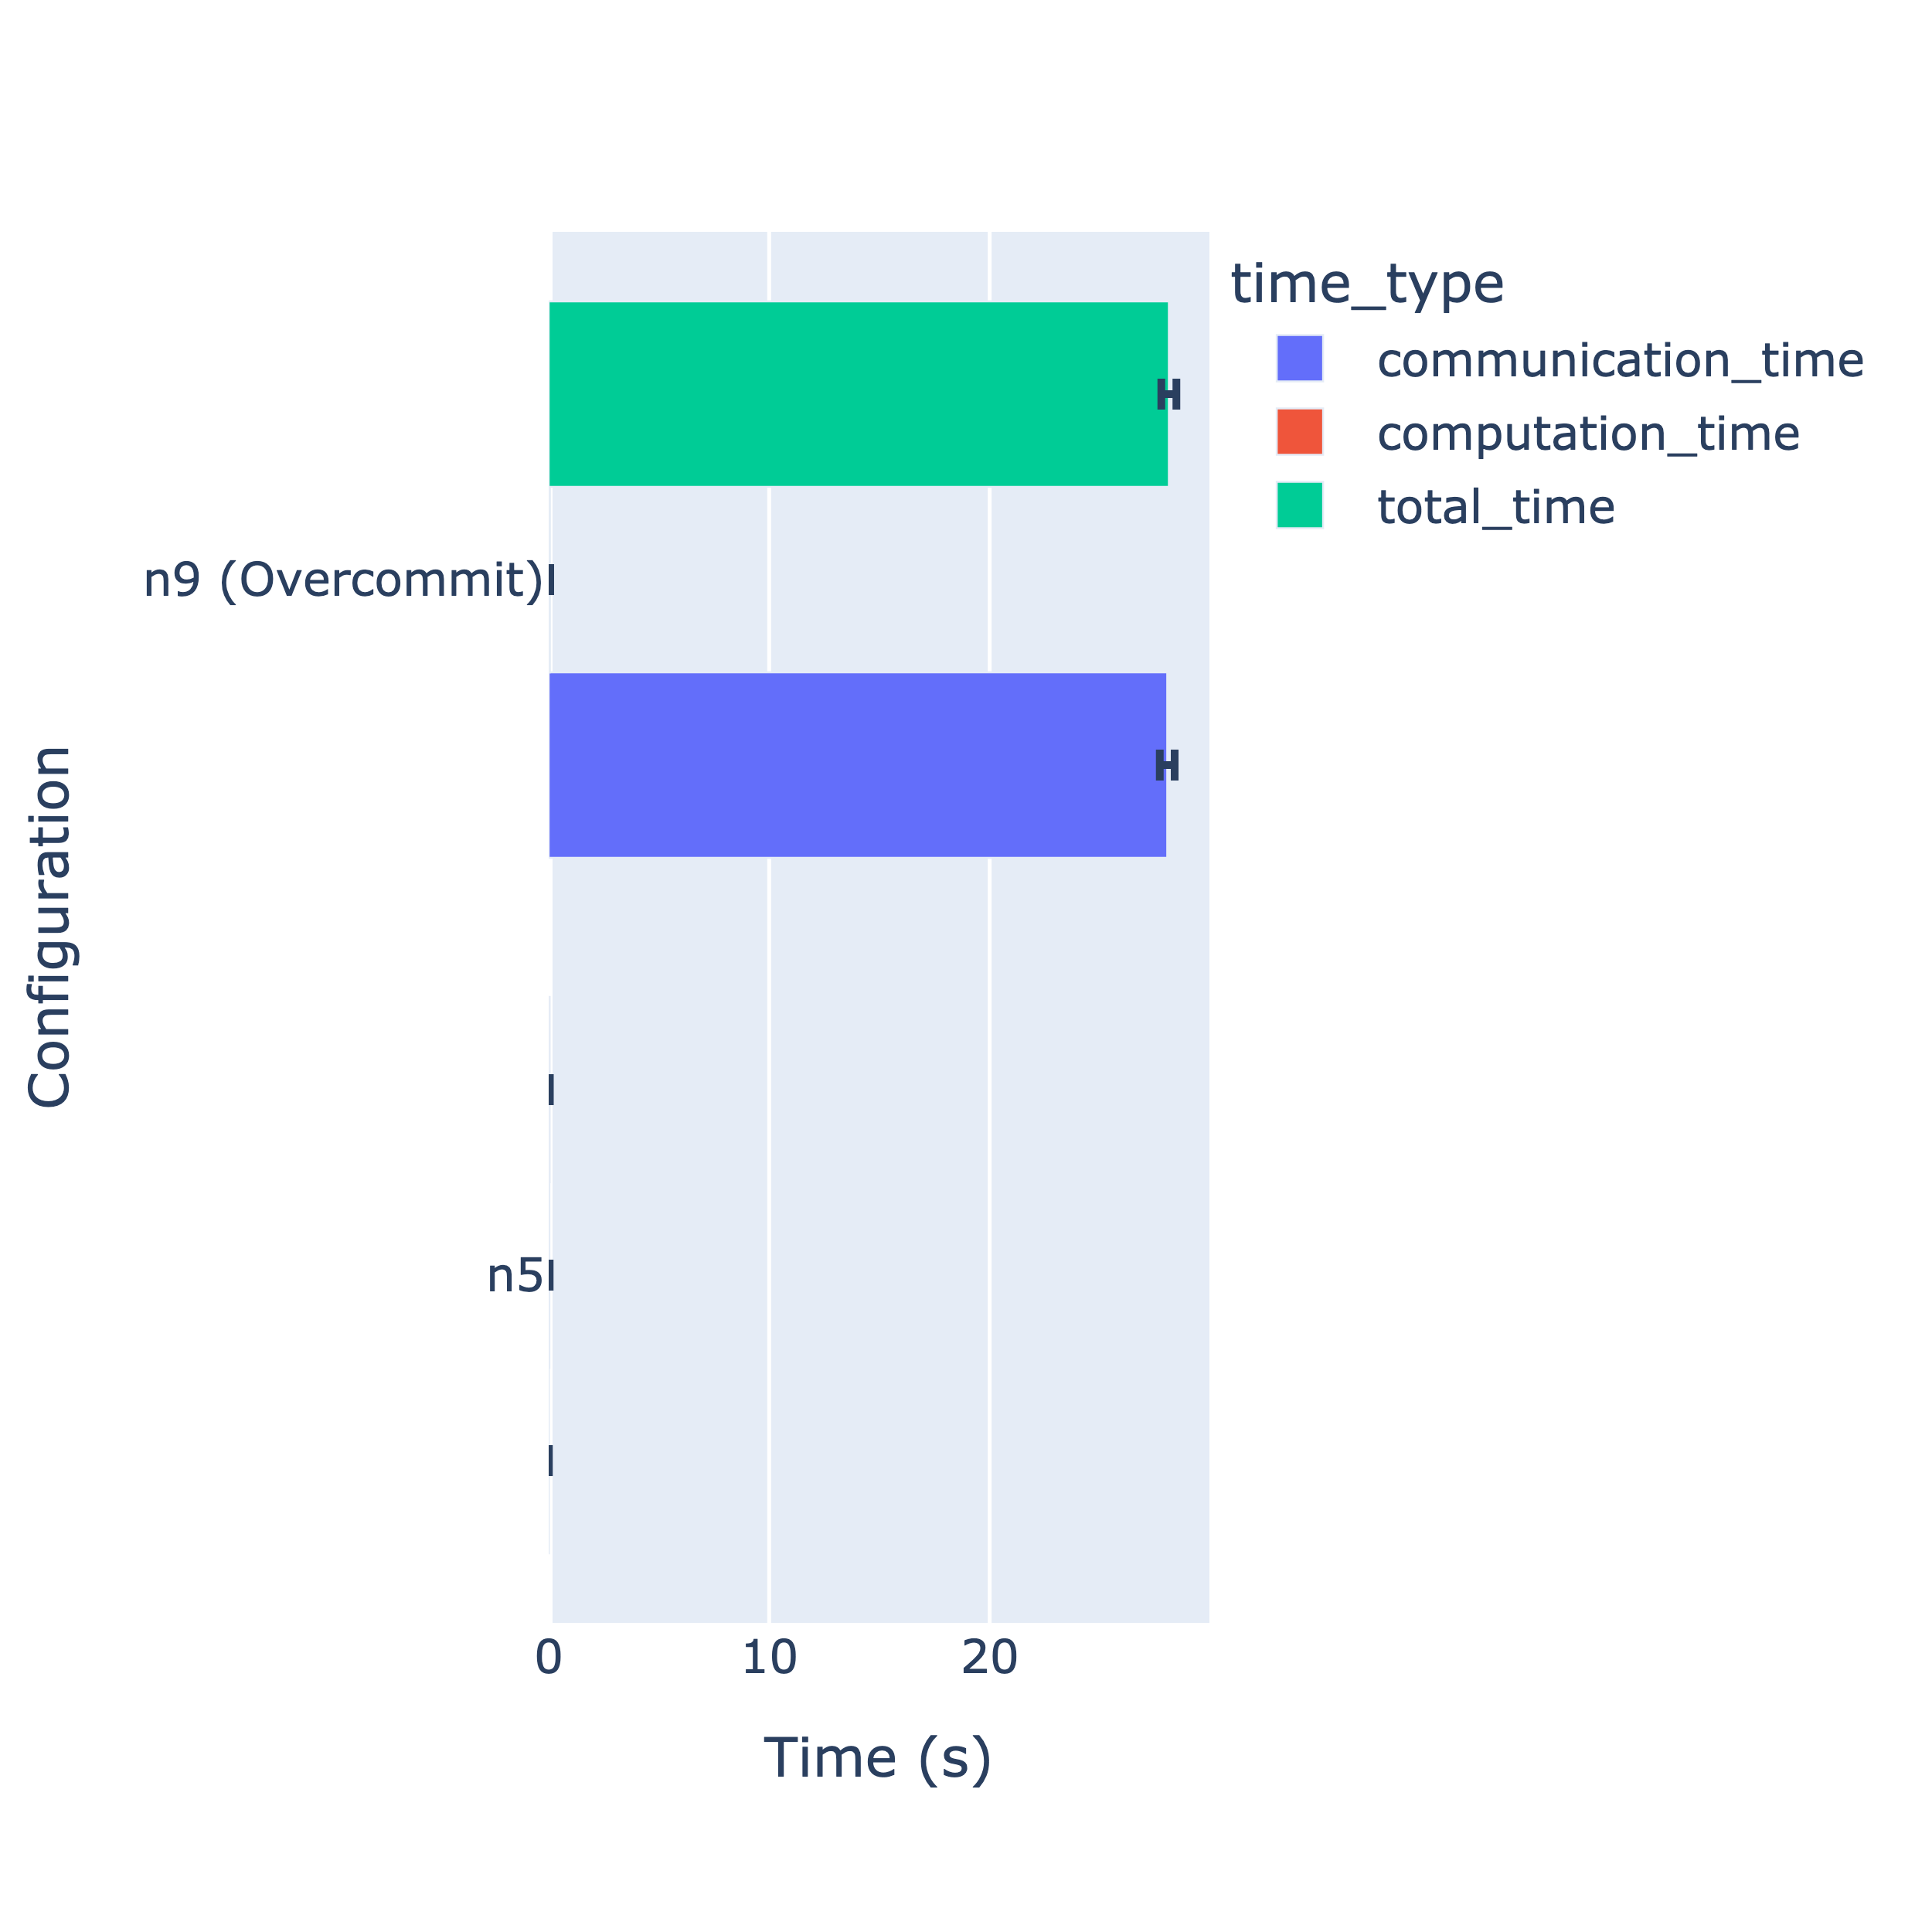 time_type
communication_time
computation_time
total_time
n9 (Overcommit)
Configuration
n5
0 10 20
Time (s)